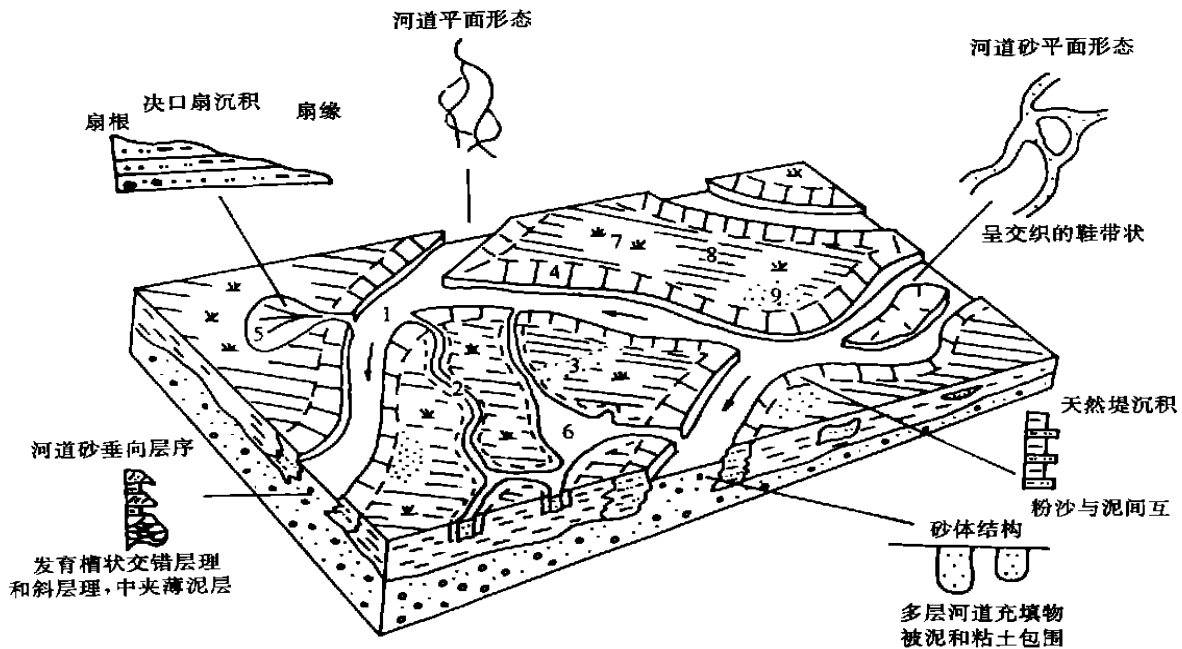 河道平面形态
河道砂平面形态
决口扇沉积
扇缘
扇根
呈交织的鞋带状
7
8
4
9
1
5
3
2
6
天然堤沉积
粉沙与泥间互
河道砂垂向层序
发育槽状交错层理
和斜层理,中夹薄泥层
砂体结构
多层河道充填物
被泥和粘土包围